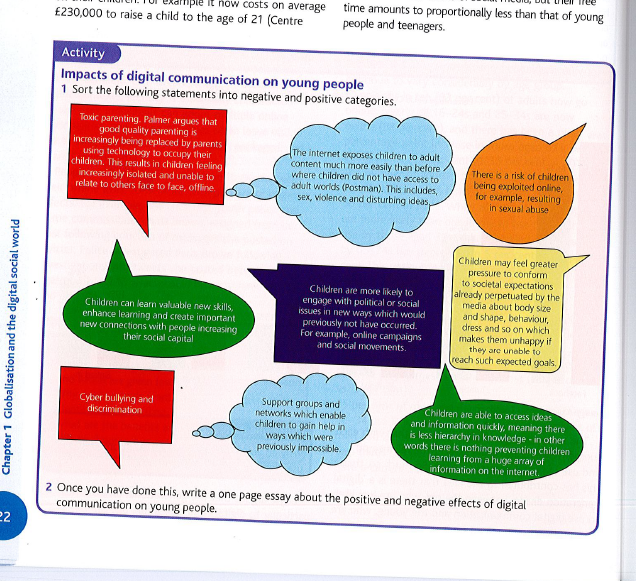 example it now costs on average
£230,000 to raise a child to the age of 21 (Centre
time amounts to proportionally less than that of young
people and teenagers.
Activity
Impacts of digital communication on young people
1 Sort the following statements into negative and positive categories.
Toxic parenting. Palmer argues that
good quality parenting is
increasingly being replaced by parents
using technology to occupy their
children. This results in children feeling
increasingly isolated and unable to
relate to others face to face, offline.
The internet exposes children to adult
content much more easily than before
where children did not have access to
adult worlds (Postman). This includes,
sex, violence and disturbing ideas.
There is a risk of children
being exploited online,
for example, resulting
in sexual abuse
Children can learn valuable new skills,
enhance learning and create important
new connections with people increasing
their social capital
Children are more likely to
engage with political or social
issues in new ways which would
previously not have occurred.
For example, online campaigns
and social movements.
Children may feel greater
pressure to conform
to societal expectations
already perpetuated by the
media about body size
and shape, behaviour,
dress and so on which
makes them unhappy if
they are unable to
reach such expected goals.
Cyber bullying and
discrimination
Support groups and
networks which enable
children to gain help in
ways which were
previously impossible.
Children are able to access ideas
and information quickly, meaning there
is less hierarchy in knowledge - in other
words there is nothing preventing children
learning from a huge array of
information on the internet.
2 Once you have done this, write a one page essay about the positive and negative effects of digital
communication on young people.
Chapter 1 Globalisation and the digital social world
22